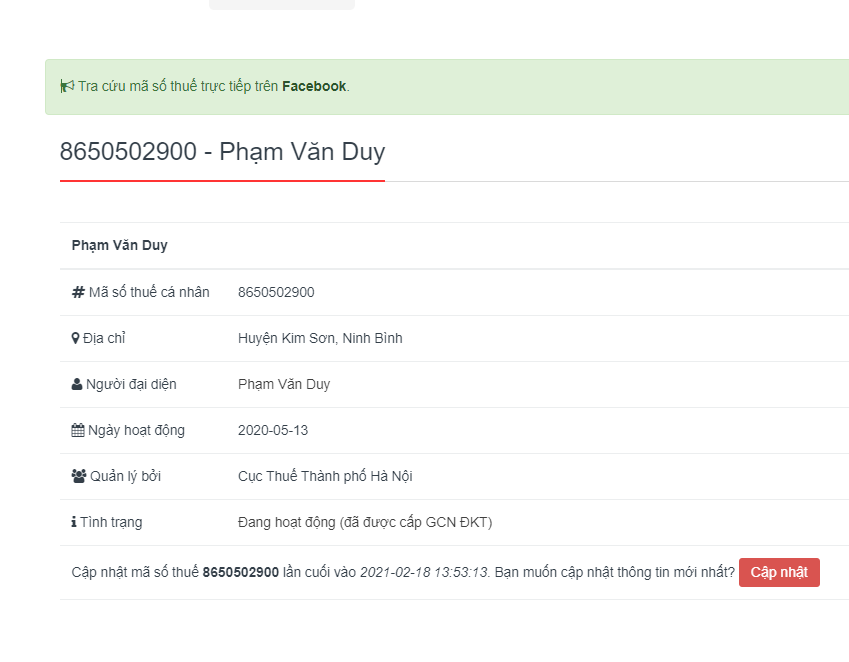 Tra cứu mã số thuế trực tiếp trên Facebook.
8650502900 - Phạm Văn Duy
Phạm Văn Duy
Mã số thuế cá nhân 8650502900
Địa chỉ Huyện Kim Sơn, Ninh Bình
Người đại diện Phạm Văn Duy
Ngày hoạt động 2020-05-13
Quản lý bởi Cục Thuế Thành phố Hà Nội
Tình trạng Đang hoạt động (đã được cấp GCN ĐKT)
Cập nhật mã số thuế 8650502900 lần cuối vào 2021-02-18 13:53:13. Bạn muốn cập nhật thông tin mới nhất? Cập nhật